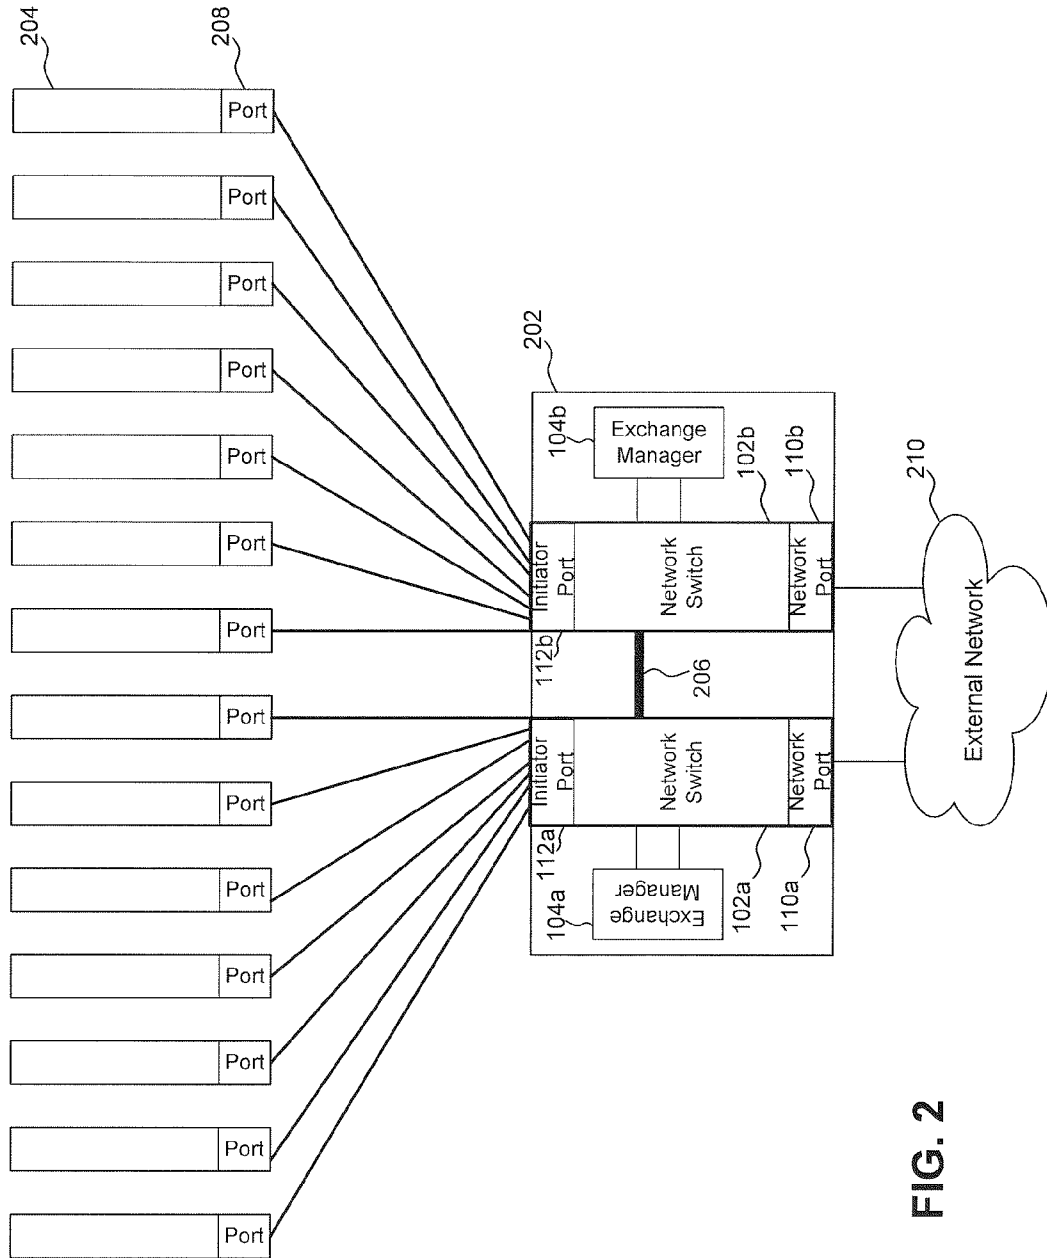 204
208
Port
Port
Port
Port
Port
Port
Port
Port
Port
Port
Port
Port
Port
Port
202
104b
Exchange
Manager
102b
110b
Initiator
Port
Network
Switch
Network
Port
112b
206
210
External Network
Initiator
Port
Network
Switch
Network
Port
112a
104a
Exchange
Manager
102a
110a
FIG. 2